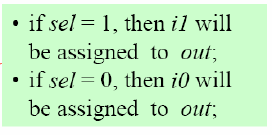 • if sel = 1, then i1 will
be assigned to out;
• if sel = 0, then i0 will
be assigned to out;